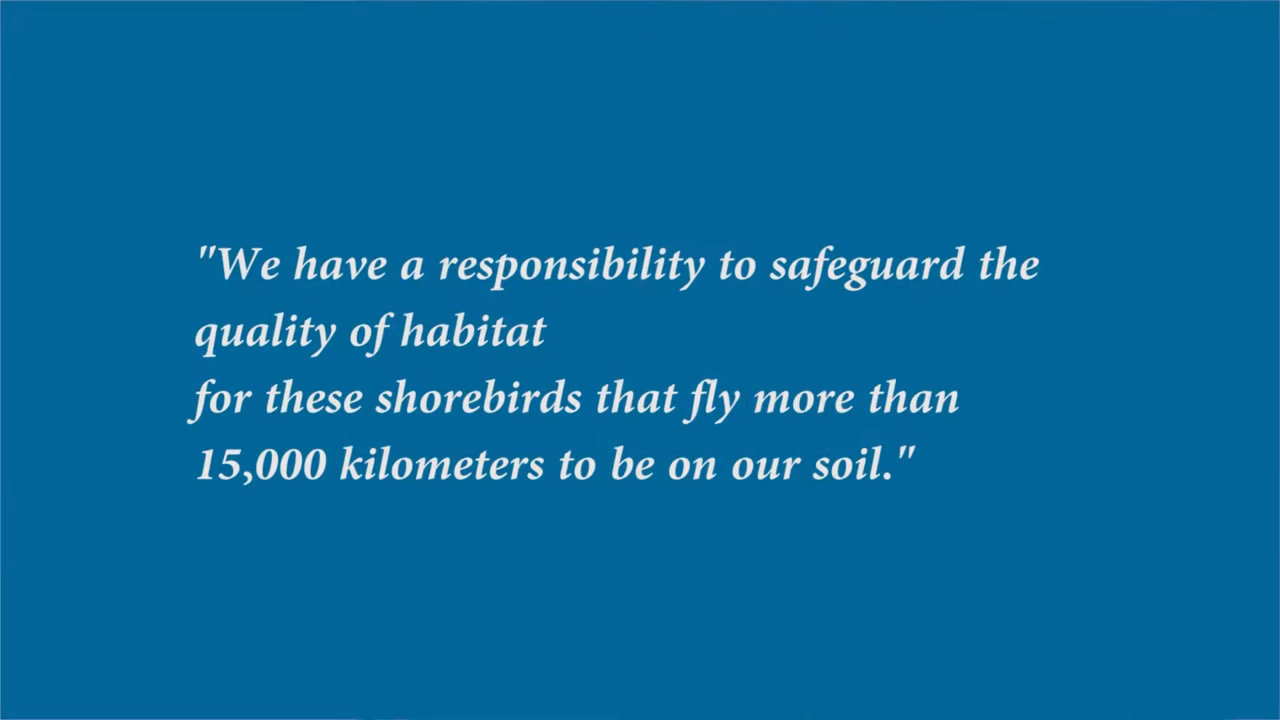 "We have a responsibility to safeguard the
quality of habitat
for these shorebirds that fly more than
15,000 kilometers to be on our soil."